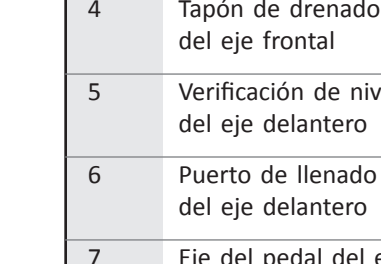 4 Tapón de drenado
del eje frontal
5 Verificación de niv
del eje delantero
6 Puerto de llenado
del eje delantero
7 Eje del pedal del e